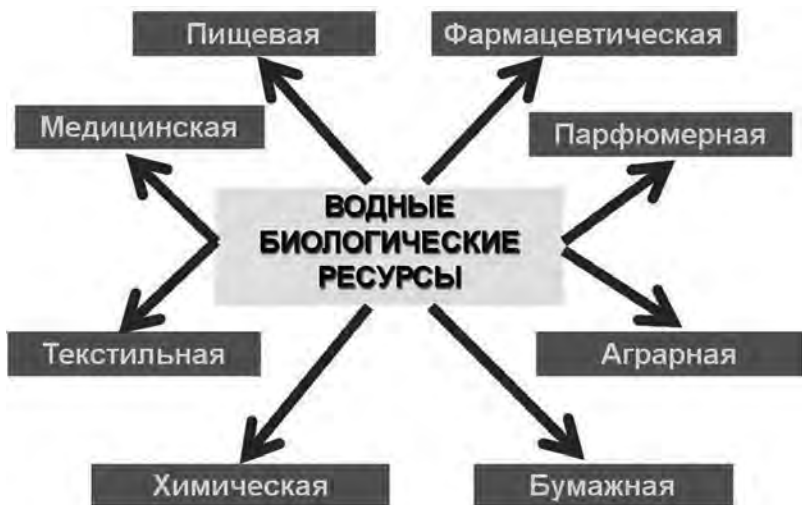 Пищевая
Фармацевтическая
Медицинская
Парфюмерная
ВОДНЫЕ
БИОЛОГИЧЕСКИЕ
РЕСУРСЫ
Текстильная
Аграрная
Химическая
Бумажная